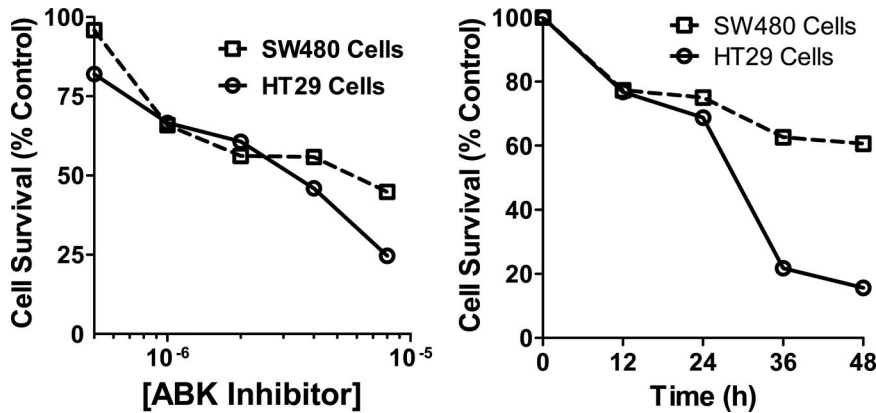 Cell Survival (% Control)
100
75
50
25
0
10-6
10-5
[ABK Inhibitor]
SW480 Cells
HT29 Cells
Cell Survival (% Control)
100
80
60
40
20
0
0
12
24
36
48
Time (h)
SW480 Cells
HT29 Cells